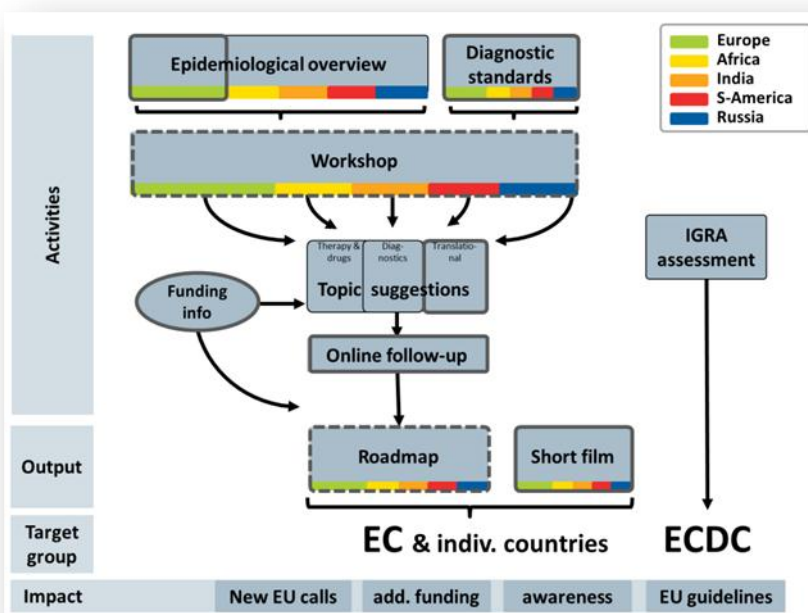 Epidemiological overview
Diagnostic
standards
Europe
Africa
India
S-America
Russia
Activities
Workshop
Therapy &
drugs
Diag-
nostics
Translatio-
nal
Topic suggestions
Funding
info
IGRA
assessment
Online follow-up
Output
Roadmap
Short film
Target
group
EC & indiv. countries
ECDC
Impact
New EU calls
add. funding
awareness
EU guidelines